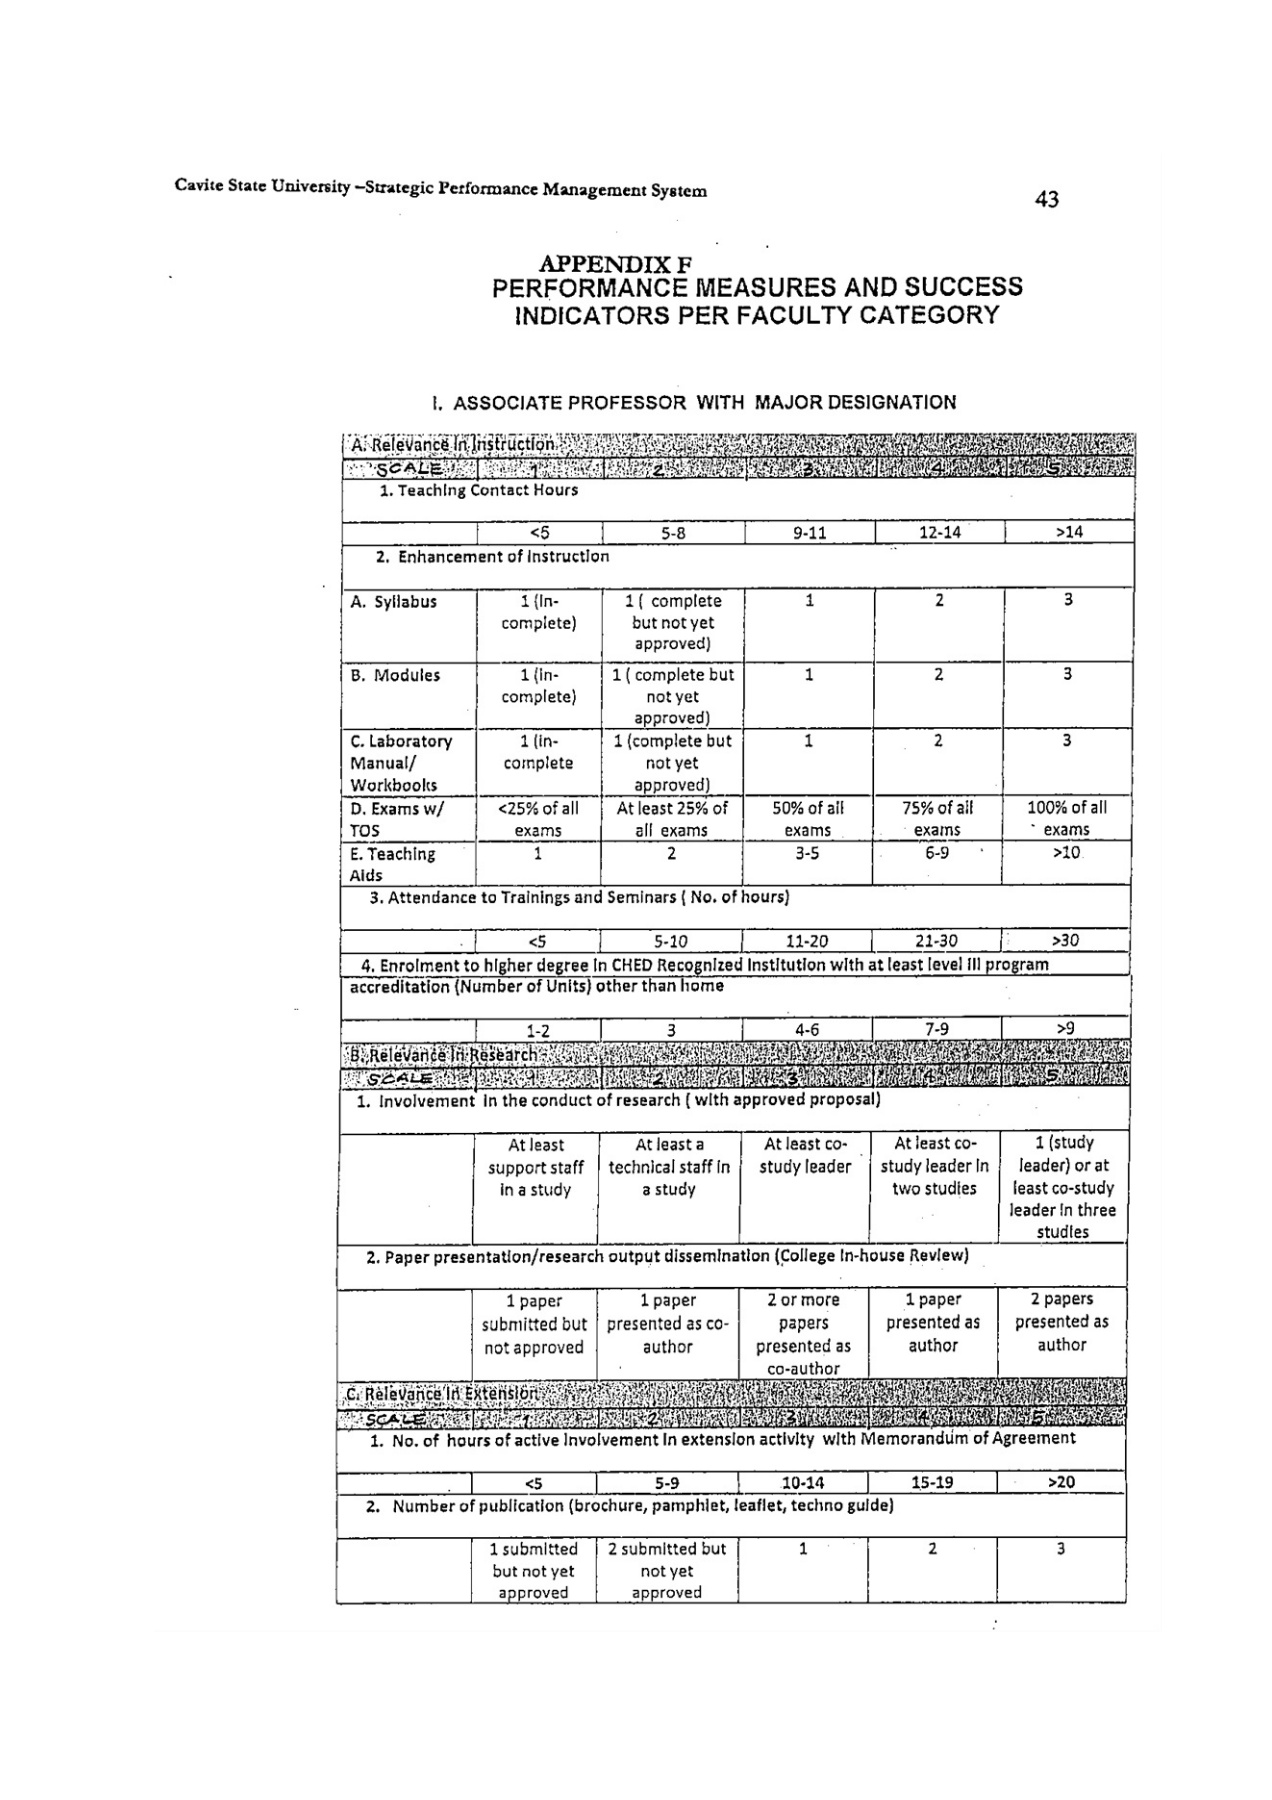 Cavite State University –Strategic Performance Management System
43
APPENDIX F
PERFORMANCE MEASURES AND SUCCESS
INDICATORS PER FACULTY CATEGORY
I. ASSOCIATE PROFESSOR WITH MAJOR DESIGNATION
A. Relevance in Instruction
SCALE 1 2 3 4 5
1. Teaching Contact Hours
<5 5-8 9-11 12-14 >14
2. Enhancement of Instruction
A. Syllabus 1 (In- 1 ( complete 1 2 3
complete) but not yet
approved)
B. Modules 1 (in- 1 ( complete but 1 2 3
complete) not yet
approved)
C. Laboratory 1 (in- 1 (complete but 1 2 3
Manual/ complete not yet
Workbooks approved)
D. Exams w/ <25% of all At least 25% of 50% of all 75% of all 100% of all
TOS exams all exams exams exams exams
E. Teaching 1 2 3-5 6-9 >10
Aids
3. Attendance to Trainings and Seminars ( No. of hours)
<5 5-10 11-20 21-30 >30
4. Enrolment to higher degree in CHED Recognized Institution with at least level III program
accreditation (Number of Units) other than home
1-2 3 4-6 7-9 >9
B. Relevance in Research
SCALE 1 2 3 4 5
1. Involvement in the conduct of research ( with approved proposal)
At least At least a At least co- At least co- 1 (study
support staff technical staff in study leader study leader in leader) or at
in a study a study two studies least co-study
leader in three
studies
2. Paper presentation/research output dissemination (College In-house Review)
1 paper 1 paper 2 or more 1 paper 2 papers
submitted but presented as co- papers presented as presented as
not approved author presented as author author
co-author
C. Relevance in Extension
SCALE 1 2 3 4 5
1. No. of hours of active involvement in extension activity with Memorandum of Agreement
<5 5-9 10-14 15-19 >20
2. Number of publication (brochure, pamphlet, leaflet, techno guide)
1 submitted 2 submitted but 1 2 3
but not yet not yet
approved approved